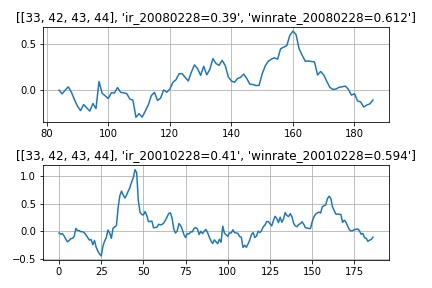 [[33, 42, 43, 44], 'ir_20080228=0.39', 'winrate_20080228=0.612']
0.5
0.0
80 100 120 140 160 180
[[33, 42, 43, 44], 'ir_20010228=0.41', 'winrate_20010228=0.594']
1.0
0.5
0.0
−0.5
0 25 50 75 100 125 150 175